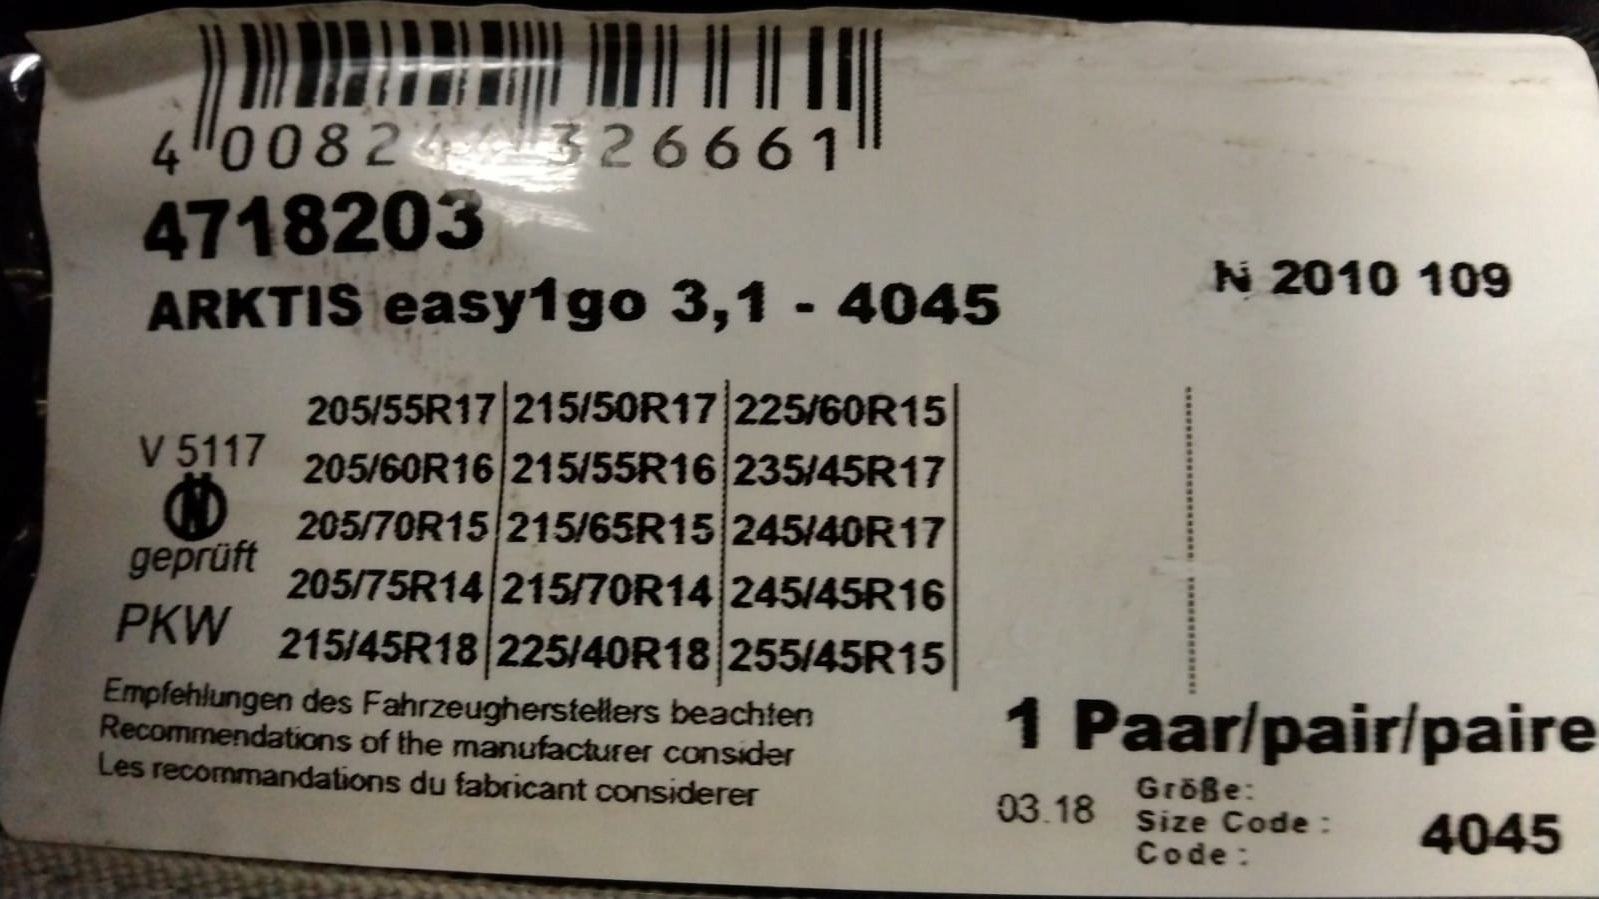 4 008244 326661
4718203
ARKTIS easy1go 3,1 - 4045
N 2010 109
205/55R17 215/50R17 225/60R15
205/60R16 215/55R16 235/45R17
205/70R15 215/65R15 245/40R17
205/75R14 215/70R14 245/45R16
215/45R18 225/40R18 255/45R15
V 5117
geprüft
PKW
Empfehlungen des Fahrzeugherstellers beachten
Recommendations of the manufacturer consider
Les recommandations du fabricant considerer
1 Paar/pair/paire
03.18
Größe:
Size Code : 4045
Code :